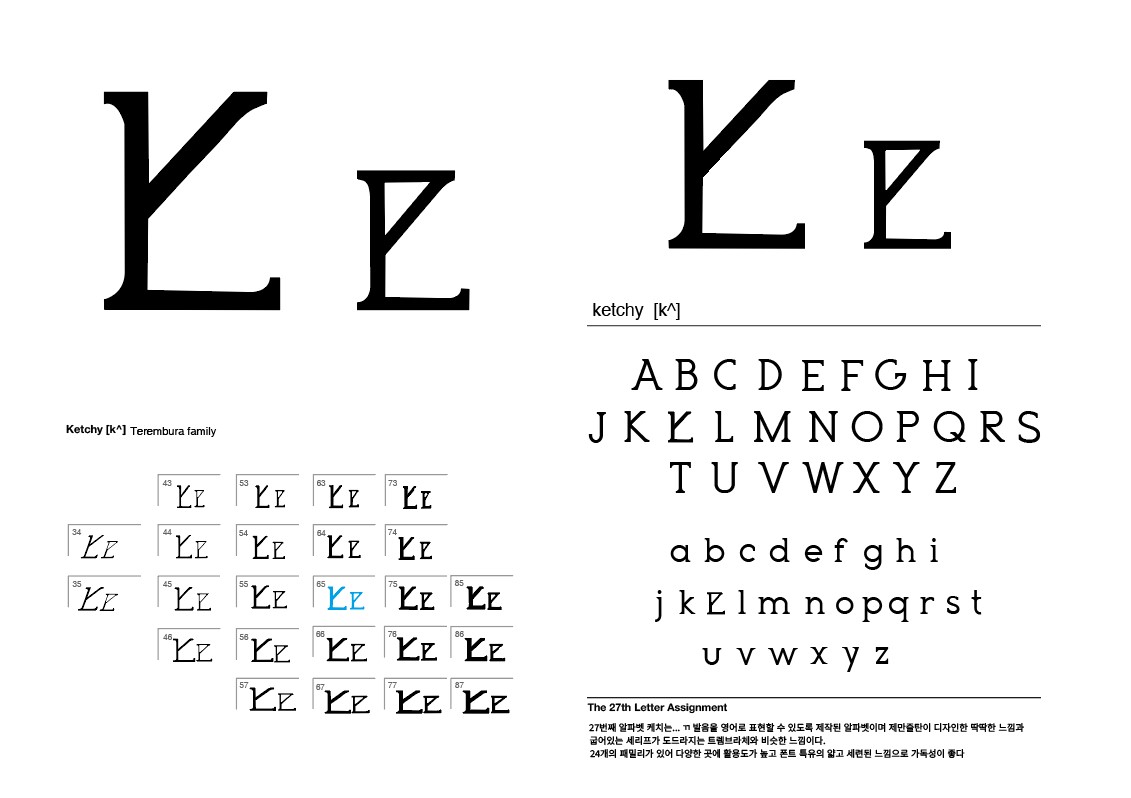 Ketchy [k^] Terembura family
43 53 63 73
34 44 54 64 74
35 45 55 65 75 85
46 56 66 76 86
57 67 77 87
ketchy [k^]
A B C D E F G H I
J K L M N O P Q R S
T U V W X Y Z
a b c d e f g h i
j k l m n o p q r s t
u v w x y z
The 27th Letter Assignment
27번째 알파벳 케치는... ㄲ 발음을 영어로 표현할 수 있도록 제작된 알파벳이며 제만즐탄이 디자인한 딱딱한 느낌과
굽어있는 세리프가 도드라지는 트렘브라체와 비슷한 느낌이다.
24개의 패밀리가 있어 다양한 곳에 활용도가 높고 폰트 특유의 얇고 세련된 느낌으로 가독성이 좋다